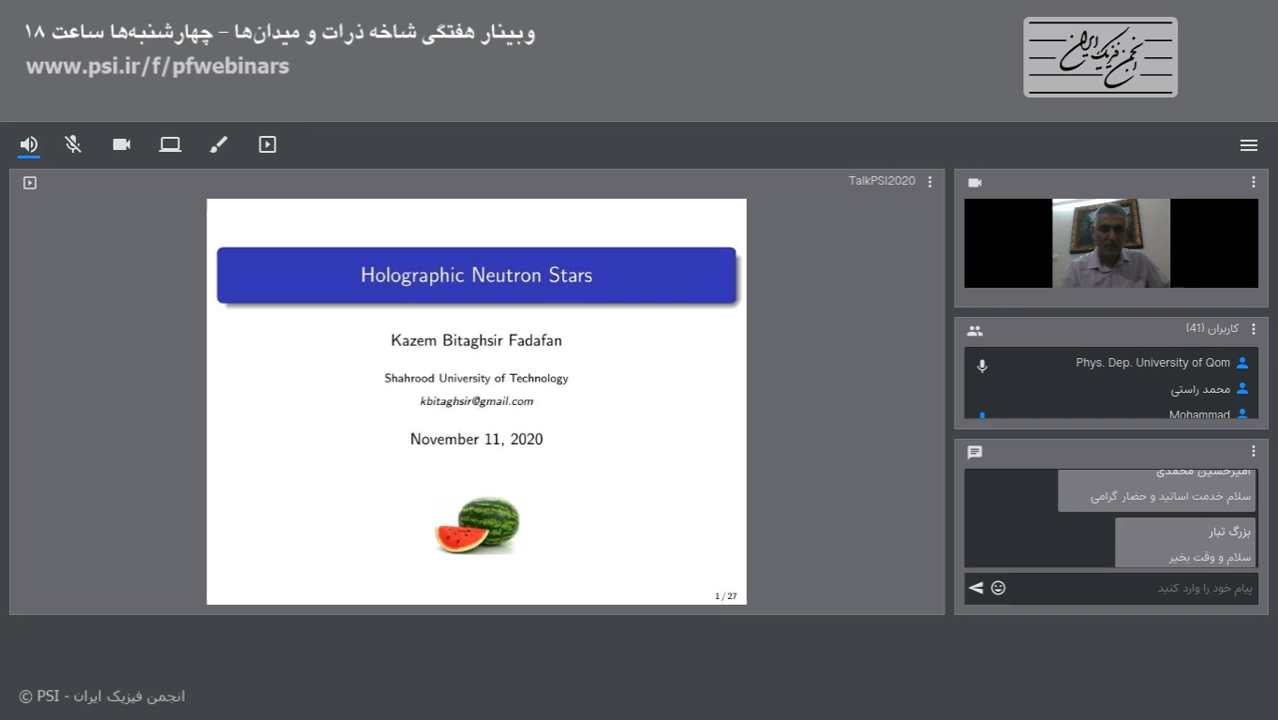 وبینار هفتگی شاخه ذرات و میدان‌ها – چهارشنبه‌ها ساعت ۱۸
www.psi.ir/f/pfwebinars
انجمن فیزیک ایران
TalkPSI2020
Holographic Neutron Stars
Kazem Bitaghsir Fadafan
Shahrood University of Technology
kbitaghsir@gmail.com
November 11, 2020
1 / 27
کاربران (41)
Phys. Dep. University of Qom
محمد راستی
Mohammad
امیرحسین محمدی
سلام خدمت اساتید و حضار گرامی
بزرگ تبار
سلام و وقت بخیر
پیام خود را وارد کنید
© PSI - انجمن فیزیک ایران